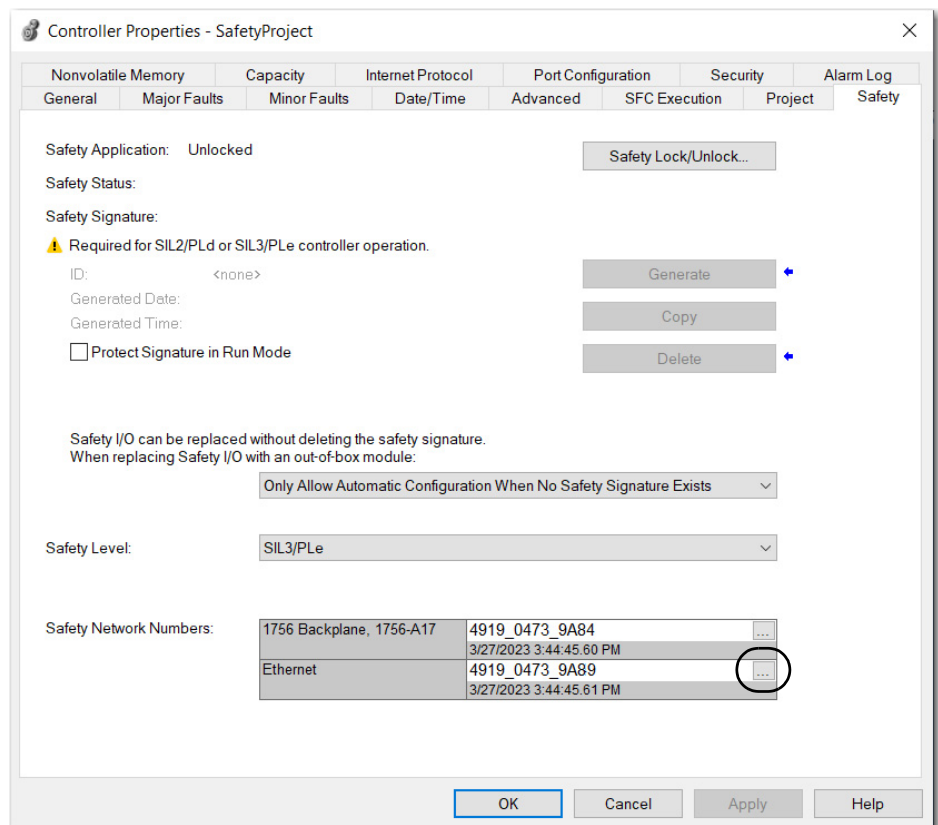 Controller Properties - SafetyProject
Nonvolatile Memory Capacity Internet Protocol Port Configuration Security Alarm Log
General Major Faults Minor Faults Date/Time Advanced SFC Execution Project Safety
Safety Application: Unlocked
Safety Lock/Unlock...
Safety Status:
Safety Signature:
Required for SIL2/PLd or SIL3/PLe controller operation.
ID: <none>
Generate
Generated Date:
Generated Time:
Copy
Protect Signature in Run Mode
Delete
Safety I/O can be replaced without deleting the safety signature.
When replacing Safety I/O with an out-of-box module:
Only Allow Automatic Configuration When No Safety Signature Exists
Safety Level: SIL3/PLe
Safety Network Numbers: 1756 Backplane, 1756-A17 4919_0473_9A84 ...
3/27/2023 3:44:45.60 PM
Ethernet 4919_0473_9A89 ...
3/27/2023 3:44:45.61 PM
OK Cancel Apply Help